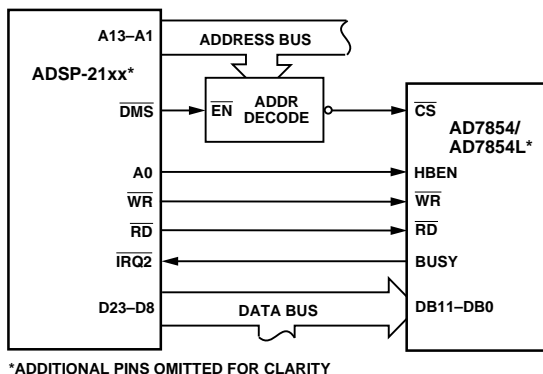 A13–A1
ADDRESS BUS
ADSP-21xx*
DMS
EN
ADDR
DECODE
CS
AD7854/
AD7854L*
A0
HBEN
WR
WR
RD
RD
IRQ2
BUSY
D23–D8
DATA BUS
DB11–DB0
*ADDITIONAL PINS OMITTED FOR CLARITY